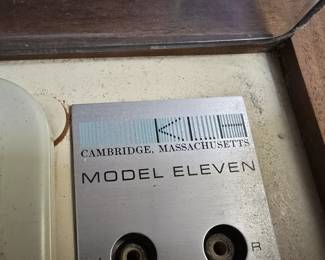 KLH
CAMBRIDGE, MASSACHUSETTS
MODEL ELEVEN
R